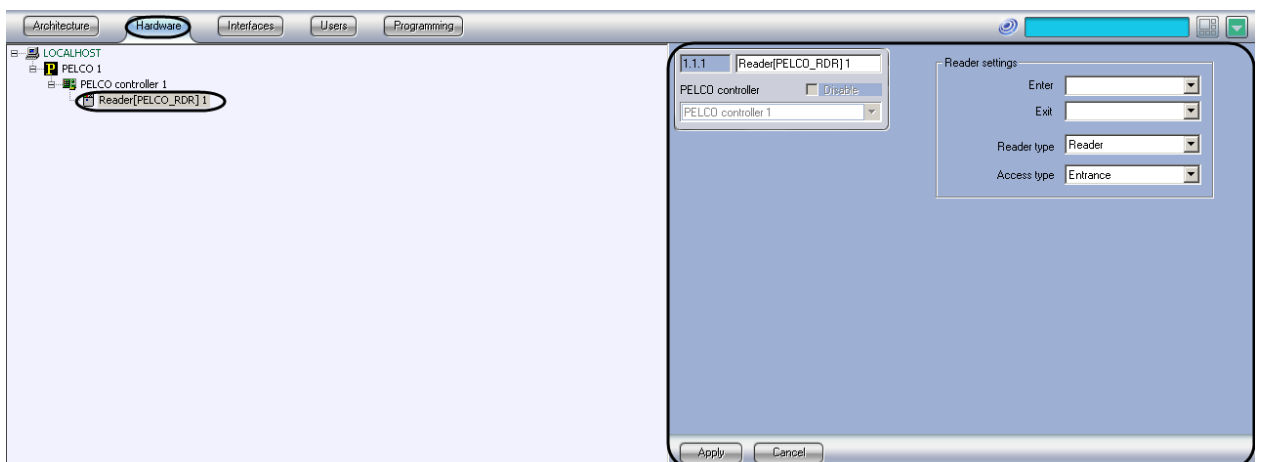 Architecture Hardware Interfaces Users Programming
LOCALHOST
P PELCO 1
PELCO controller 1
Reader[PELCO_RDR] 1
1.1.1 Reader[PELCO_RDR] 1
PELCO controller Disable
PELCO controller 1
Reader settings
Enter
Exit
Reader type Reader
Access type Entrance
Apply Cancel